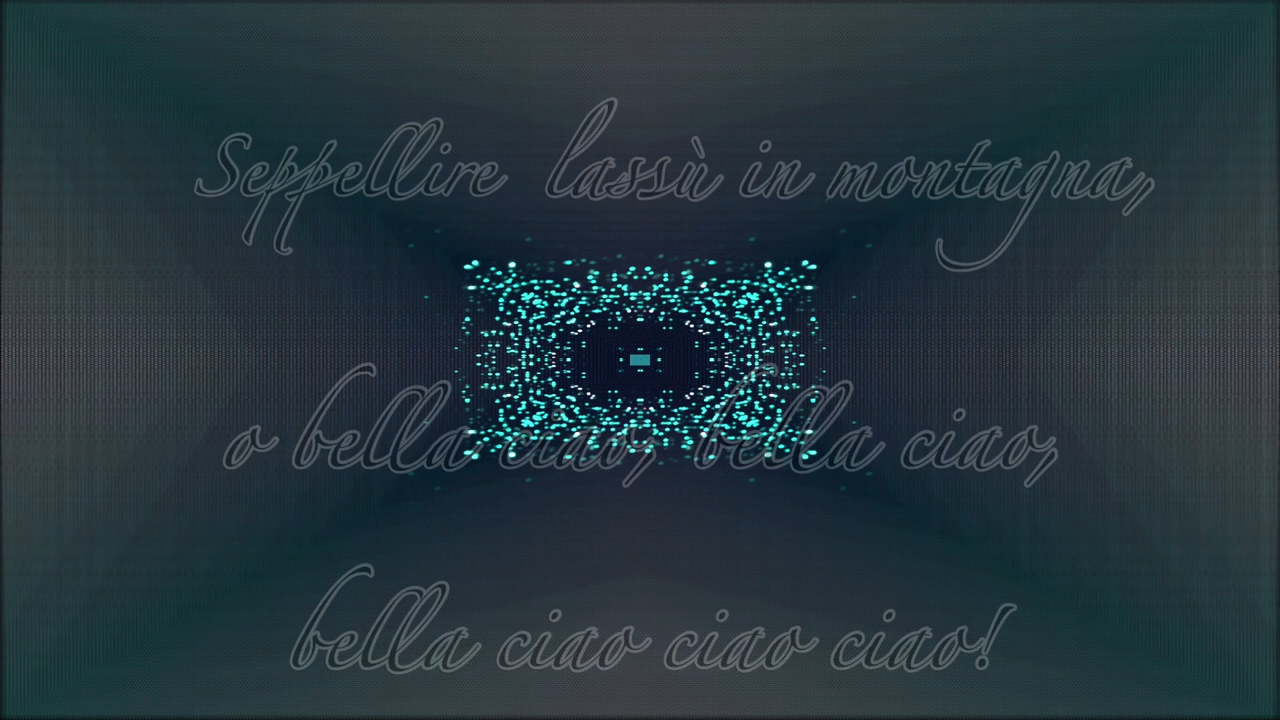 Seppellire lassù in montagna,
o bella ciao, bella ciao,
bella ciao ciao ciao!